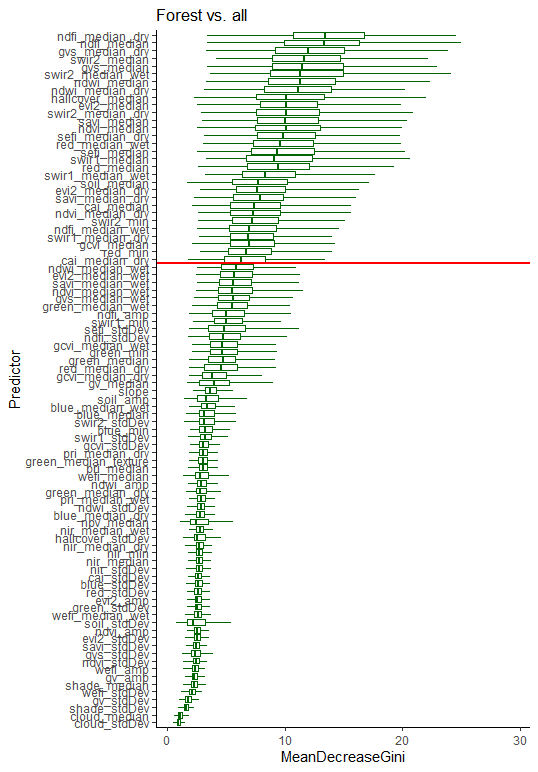 Forest vs. all
Predictor
ndfi_median_dry
ndfi_median
gvs_median_dry
swir2_median
gvs_median
swir2_median_wet
ndwi_median
ndwi_median_dry
hallcover_median
evi2_median
swir2_median_dry
savi_median
ndvi_median
sefi_median_dry
red_median_wet
sefi_median
swir1_median
red_median
swir1_median_wet
soil_median
evi2_median_dry
savi_median_dry
cai_median
ndvi_median_dry
swir2_min
ndfi_median_wet
swir1_median_dry
gcvi_median
red_min
cai_median_dry
ndwi_median_wet
evi2_median_wet
savi_median_wet
ndvi_median_wet
gvs_median_wet
green_median_wet
ndfi_amp
swir1_min
sefi_stdDev
ndfi_stdDev
gcvi_median_wet
green_min
green_median
red_median_dry
gcvi_median_dry
gv_median
slope
soil_amp
blue_median_wet
blue_median
swir2_stdDev
blue_min
swir1_stdDev
gcvi_stdDev
pri_median_dry
green_median_texture
pri_median
wefi_median
ndwi_amp
green_median_dry
pri_median_wet
ndwi_stdDev
blue_median_dry
npv_median
nir_median_wet
hallcover_stdDev
nir_median_dry
nir_min
nir_median
nir_stdDev
cai_stdDev
blue_stdDev
red_stdDev
evi2_amp
green_stdDev
wefi_median_wet
soil_stdDev
ndvi_amp
evi2_stdDev
savi_stdDev
gvs_stdDev
ndvi_stdDev
wefi_amp
gv_amp
shade_median
wefi_stdDev
gv_stdDev
shade_stdDev
cloud_median
cloud_stdDev
0 10 20 30
MeanDecreaseGini